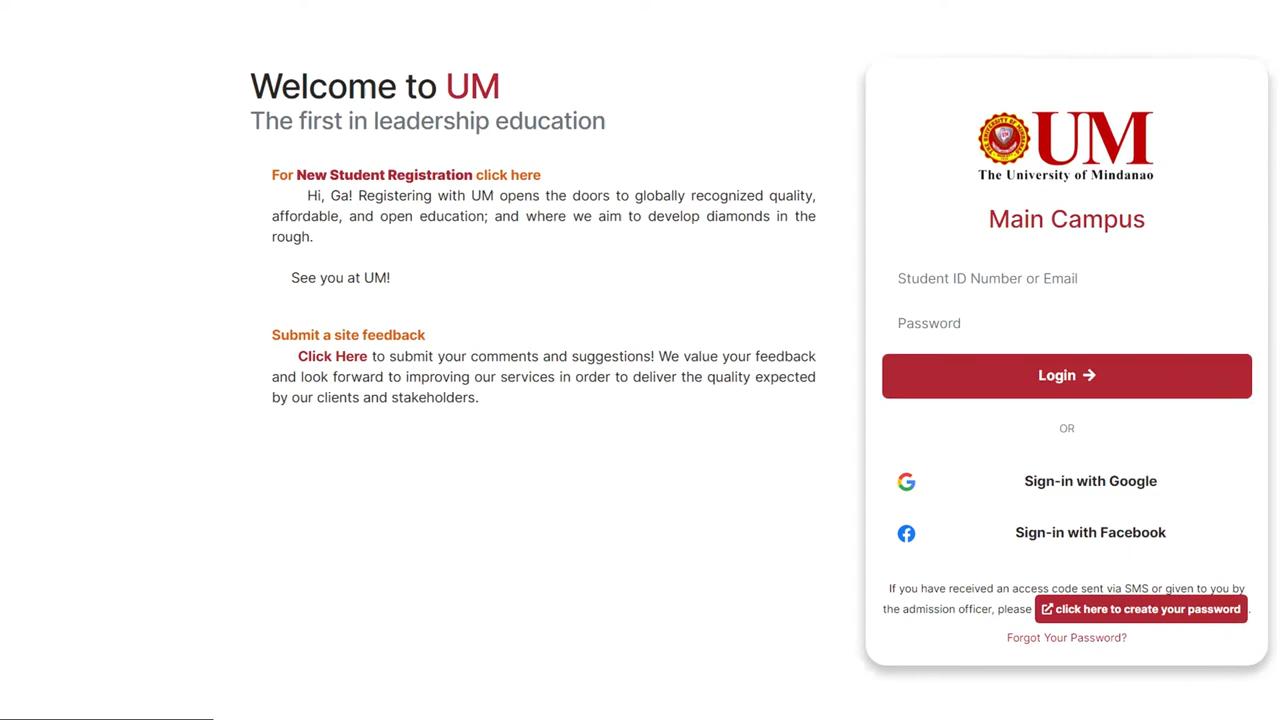 Welcome to UM
The first in leadership education
For New Student Registration click here
Hi, Ga! Registering with UM opens the doors to globally recognized quality,
affordable, and open education; and where we aim to develop diamonds in the
rough.
See you at UM!
Submit a site feedback
Click Here to submit your comments and suggestions! We value your feedback
and look forward to improving our services in order to deliver the quality expected
by our clients and stakeholders.
UM
The University of Mindanao
Main Campus
Student ID Number or Email
Password
Login
OR
Sign-in with Google
Sign-in with Facebook
If you have received an access code sent via SMS or given to you by
the admission officer, please click here to create your password .
Forgot Your Password?